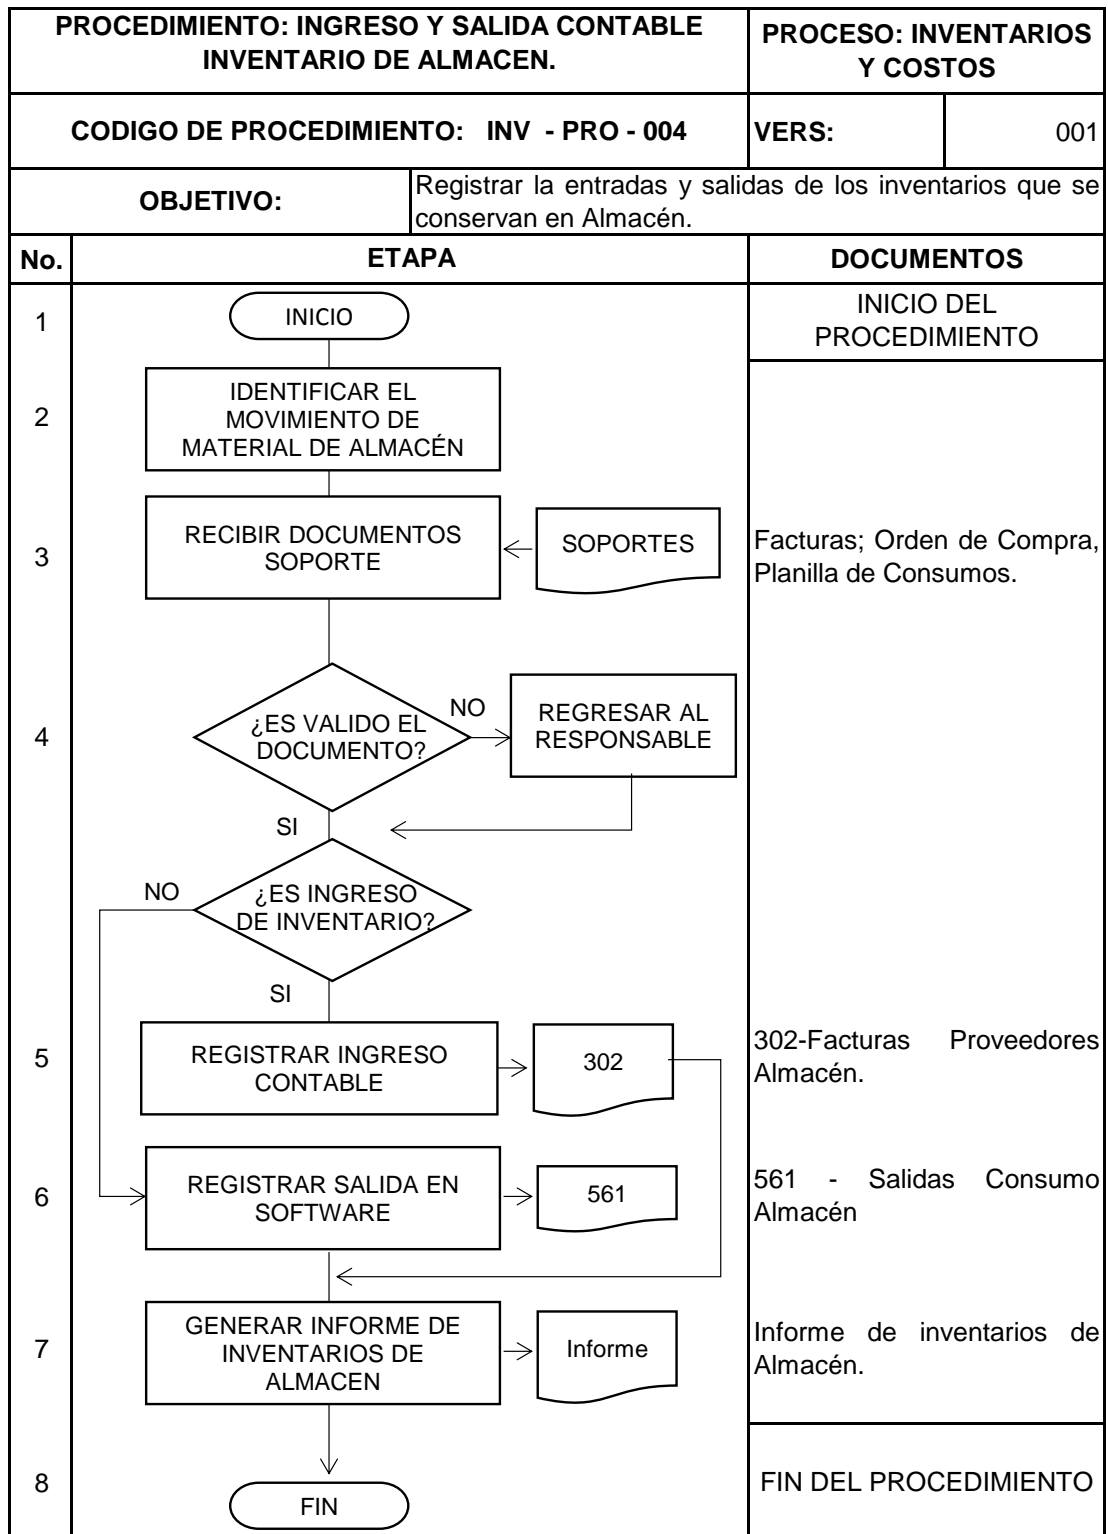 PROCEDIMIENTO: INGRESO Y SALIDA CONTABLE
INVENTARIO DE ALMACEN.
PROCESO: INVENTARIOS
Y COSTOS
CODIGO DE PROCEDIMIENTO: INV - PRO - 004
VERS:
001
OBJETIVO:
Registrar la entradas y salidas de los inventarios que se
conservan en Almacén.
No.
ETAPA
DOCUMENTOS
1
INICIO
INICIO DEL
PROCEDIMIENTO
2
IDENTIFICAR EL
MOVIMIENTO DE
MATERIAL DE ALMACÉN
3
RECIBIR DOCUMENTOS
SOPORTE
SOPORTES
Facturas; Orden de Compra,
Planilla de Consumos.
4
¿ES VALIDO EL
DOCUMENTO?
NO
REGRESAR AL
RESPONSABLE
SI
NO
¿ES INGRESO
DE INVENTARIO?
SI
5
REGISTRAR INGRESO
CONTABLE
302
302-Facturas Proveedores
Almacén.
6
REGISTRAR SALIDA EN
SOFTWARE
561
561 - Salidas Consumo
Almacén
7
GENERAR INFORME DE
INVENTARIOS DE
ALMACEN
Informe
Informe de inventarios de
Almacén.
8
FIN
FIN DEL PROCEDIMIENTO